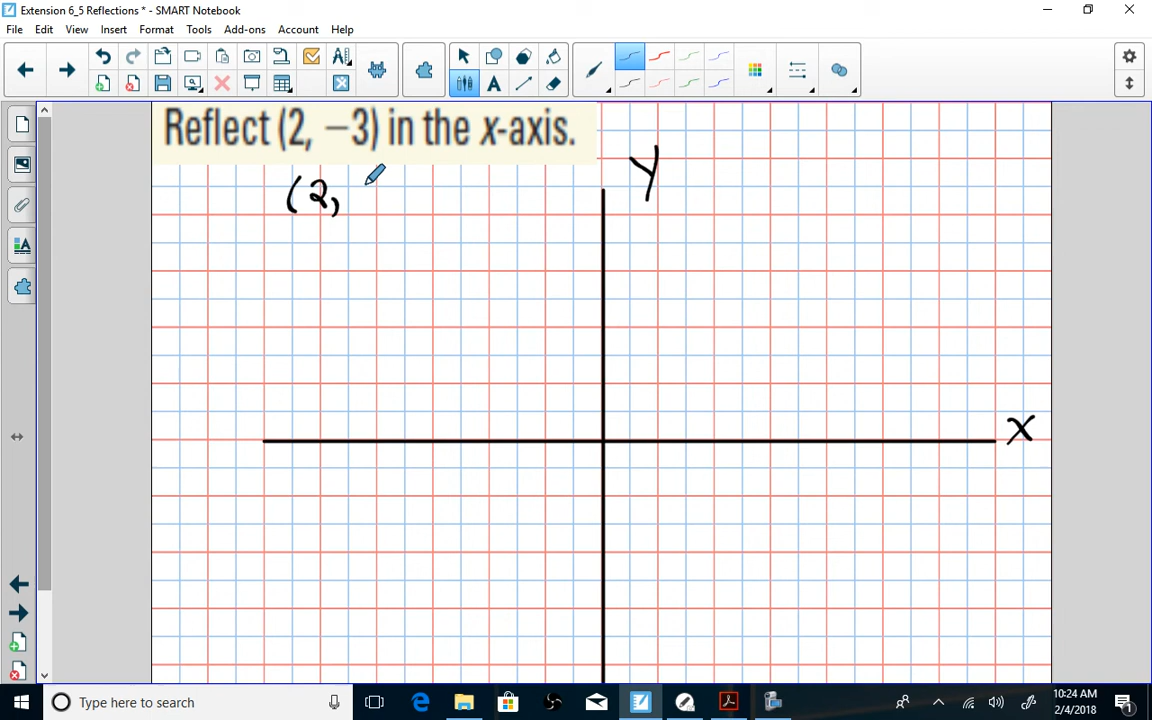 Extension 6_5 Reflections * - SMART Notebook
File Edit View Insert Format Tools Add-ons Account Help
Reflect (2, −3) in the x-axis.
(2,
y
x
Type here to search
10:24 AM
2/4/2018
1